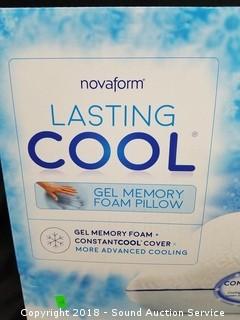 novaform®
LASTING
COOL®
GEL MEMORY
FOAM PILLOW
GEL MEMORY FOAM +
CONSTANTCOOL COVER =
MORE ADVANCED COOLING
Copyright 2018 - Sound Auction Service